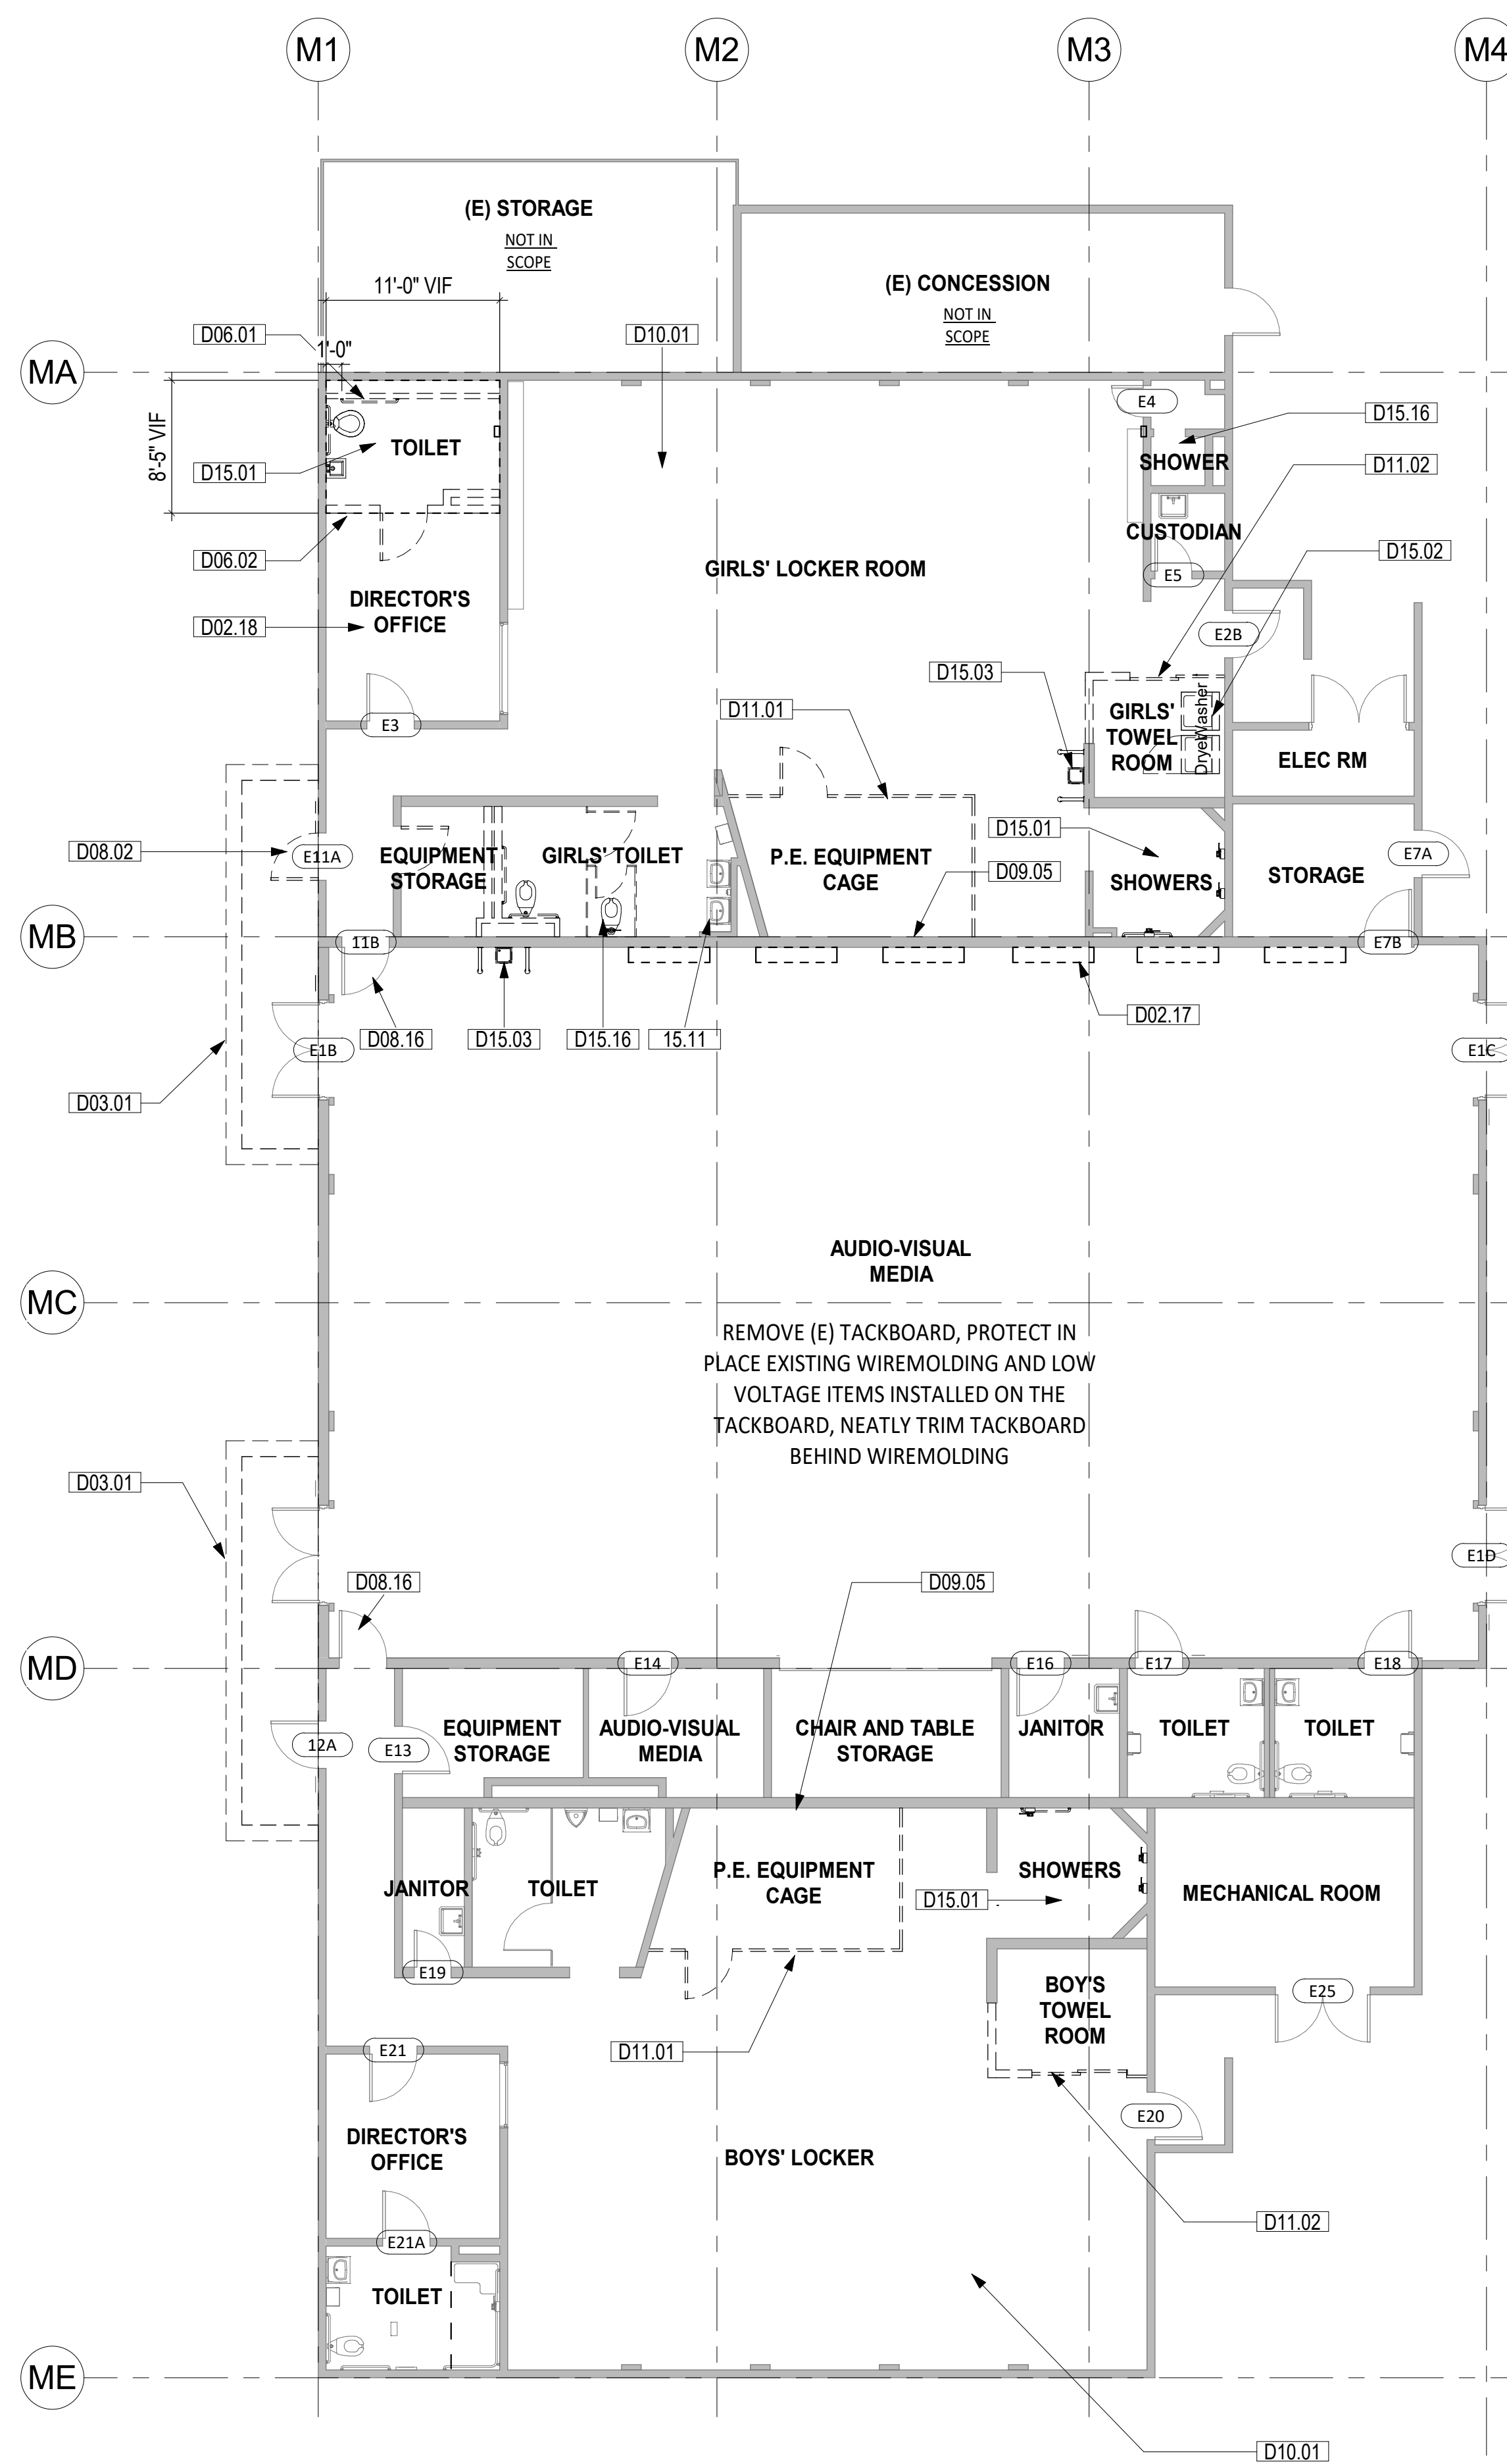 M1
M2
M3
M4
(E) STORAGE
NOT IN
SCOPE
11'-0" VIF
(E) CONCESSION
NOT IN
SCOPE
D06.01
1'-0"
D10.01
MA
E4
D15.16
8'-5" VIF
TOILET
D15.01
SHOWER
D11.02
CUSTODIAN
D15.02
D06.02
GIRLS' LOCKER ROOM
E5
DIRECTOR'S
OFFICE
D02.18
E2B
D15.03
D11.01
E3
GIRLS'
TOWEL
ROOM
Washer
Dryer
ELEC RM
D08.02
E11A
EQUIPMENT
STORAGE
GIRLS' TOILET
P.E. EQUIPMENT
CAGE
D15.01
D09.05
SHOWERS
STORAGE
E7A
MB
11B
E7B
D08.16
D15.03
D15.16
15.11
D02.17
E1B
E1C
D03.01
AUDIO-VISUAL
MEDIA
MC
REMOVE (E) TACKBOARD, PROTECT IN
PLACE EXISTING WIREMOLDING AND LOW
VOLTAGE ITEMS INSTALLED ON THE
TACKBOARD, NEATLY TRIM TACKBOARD
BEHIND WIREMOLDING
D03.01
E1D
D08.16
D09.05
MD
E14
E16
E17
E18
12A
E13
EQUIPMENT
STORAGE
AUDIO-VISUAL
MEDIA
CHAIR AND TABLE
STORAGE
JANITOR
TOILET
TOILET
JANITOR
TOILET
P.E. EQUIPMENT
CAGE
SHOWERS
D15.01
MECHANICAL ROOM
E19
BOY'S
TOWEL
ROOM
E25
E21
D11.01
E20
DIRECTOR'S
OFFICE
BOYS' LOCKER
D11.02
E21A
TOILET
ME
D10.01